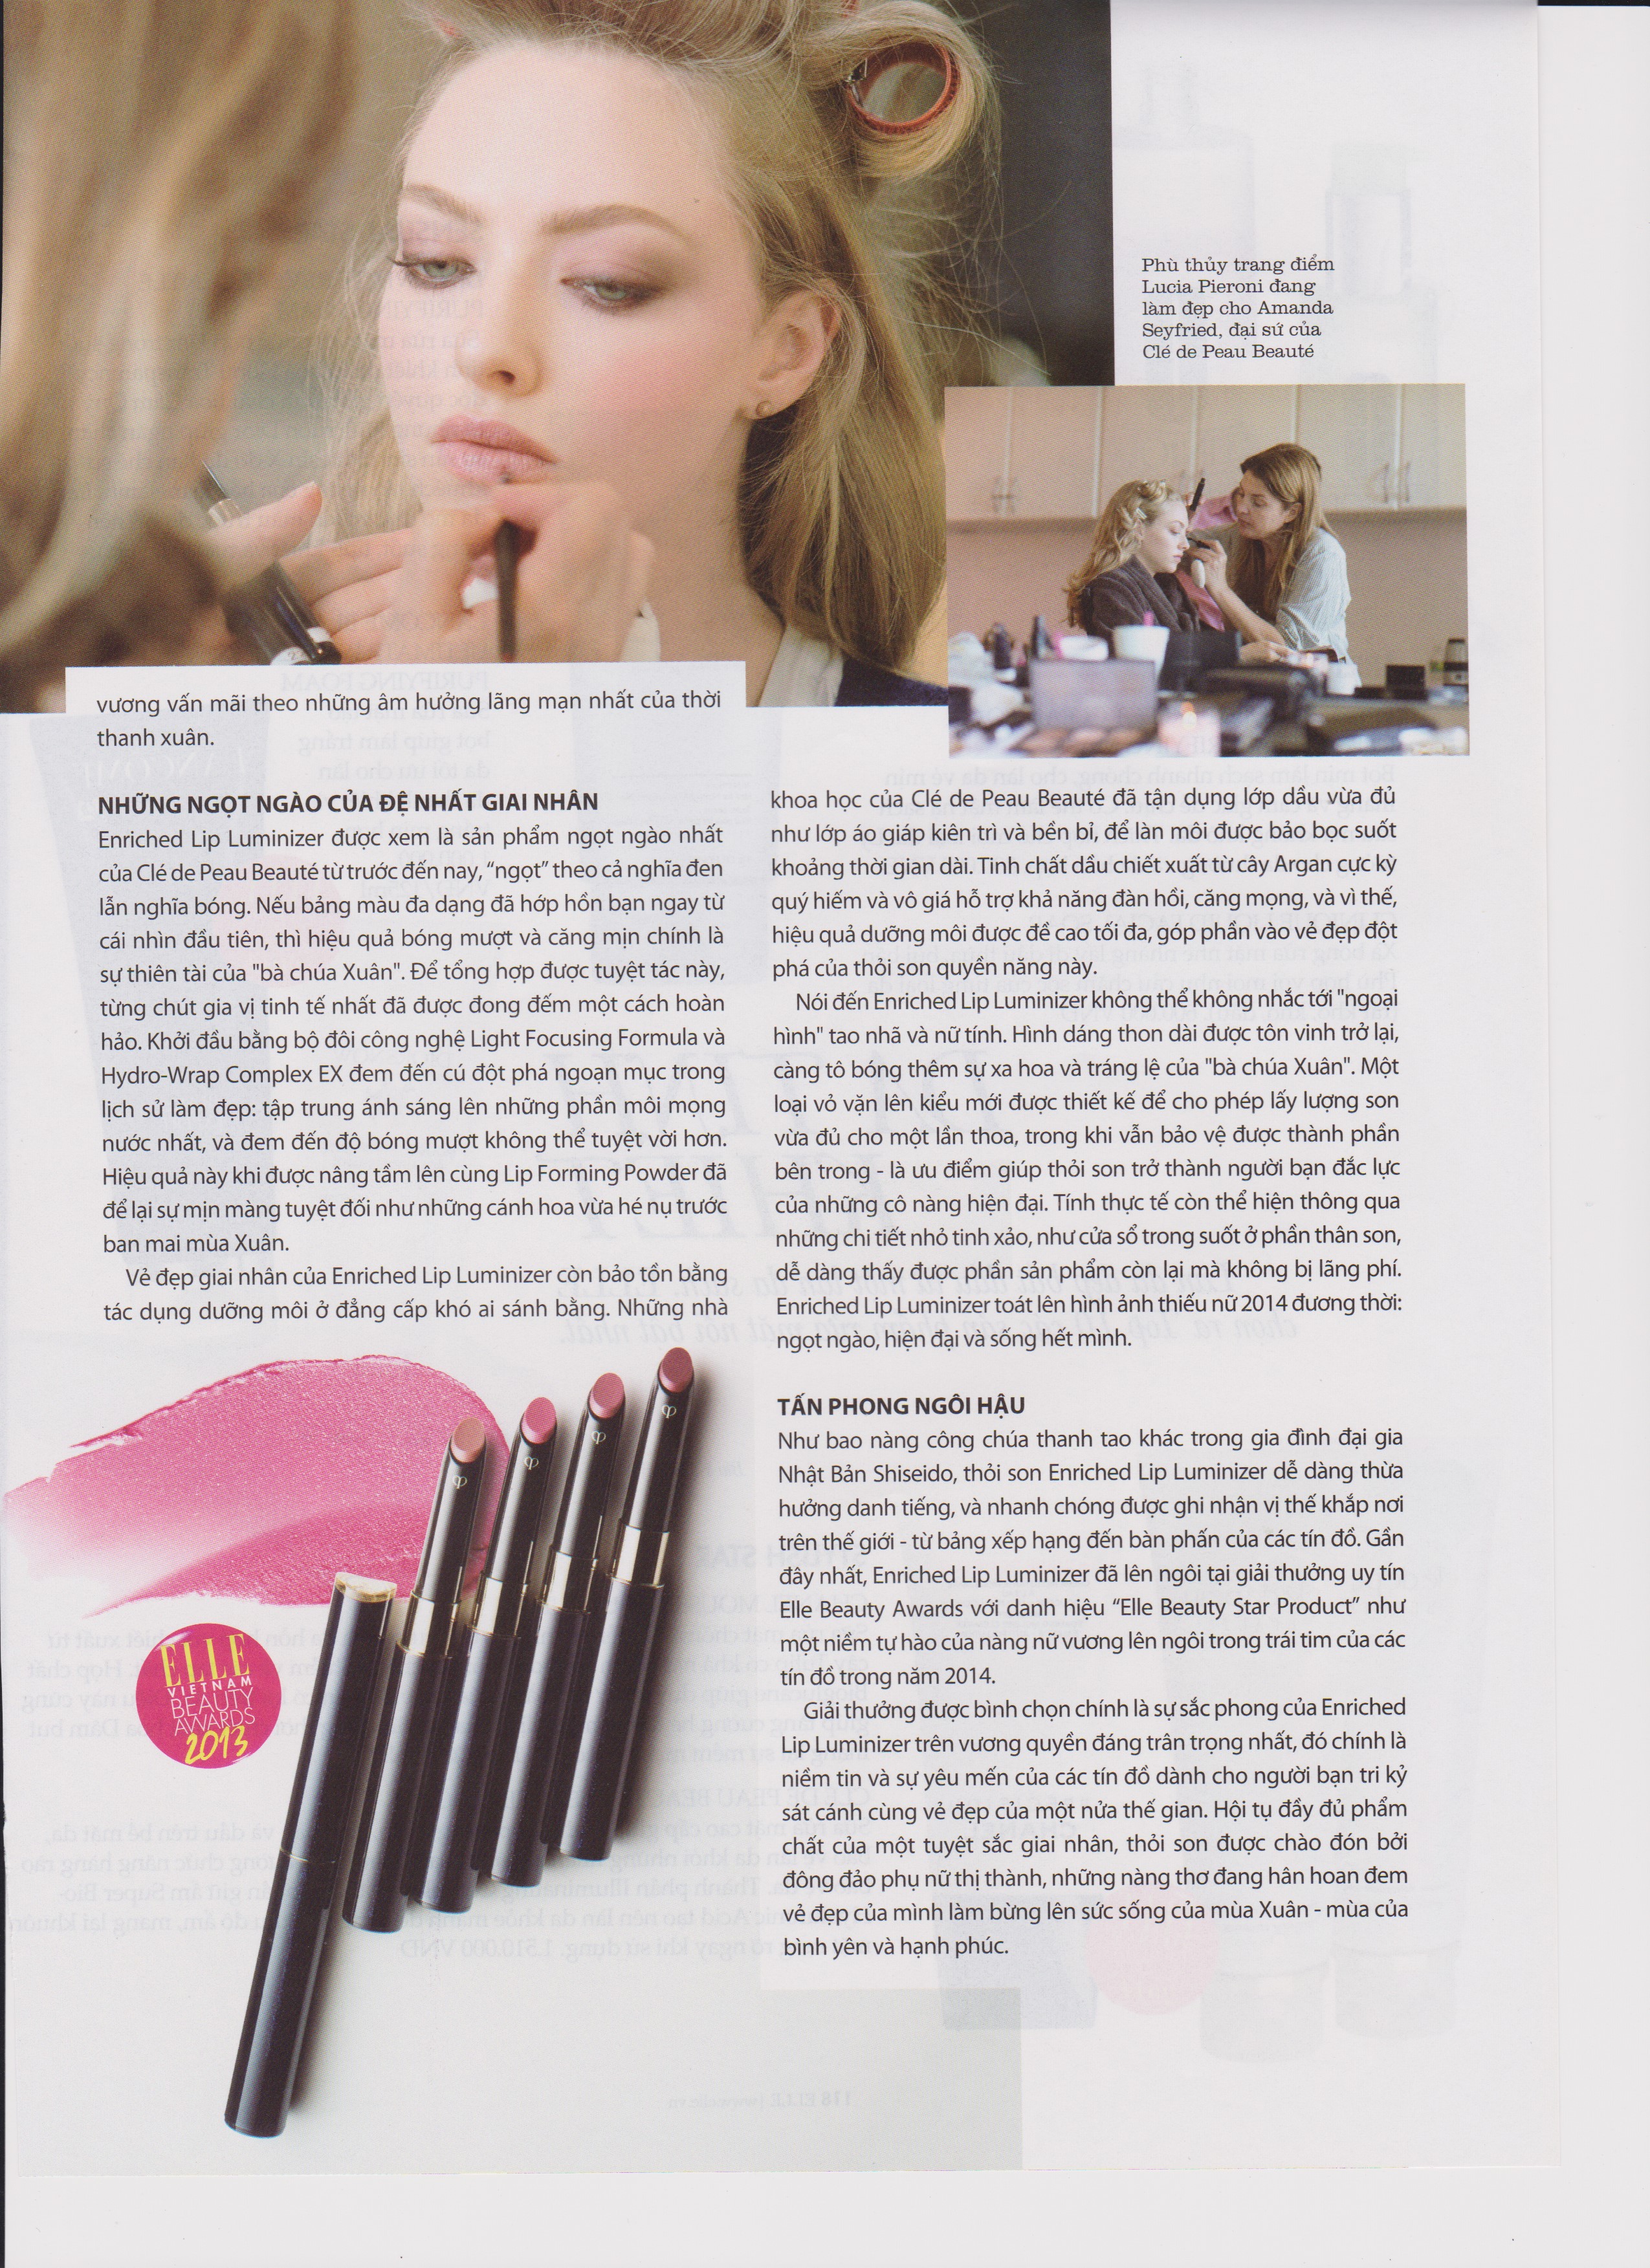 Phù thủy trang điểm
Lucia Pieroni đang
làm đẹp cho Amanda
Seyfried, đại sứ của
Clé de Peau Beauté
vương vấn mãi theo những âm hưởng lãng mạn nhất của thời
thanh xuân.
NHỮNG NGỌT NGÀO CỦA ĐỆ NHẤT GIAI NHÂN
Enriched Lip Luminizer được xem là sản phẩm ngọt ngào nhất
của Clé de Peau Beauté từ trước đến nay, “ngọt” theo cả nghĩa đen
lẫn nghĩa bóng. Nếu bảng màu đa dạng đã hớp hồn bạn ngay từ
cái nhìn đầu tiên, thì hiệu quả bóng mượt và căng mịn chính là
sự thiên tài của "bà chúa Xuân". Để tổng hợp được tuyệt tác này,
từng chút gia vị tinh tế nhất đã được đong đếm một cách hoàn
hảo. Khởi đầu bằng bộ đôi công nghệ Light Focusing Formula và
Hydro-Wrap Complex EX đem đến cú đột phá ngoạn mục trong
lịch sử làm đẹp: tập trung ánh sáng lên những phần môi mọng
nước nhất, và đem đến độ bóng mượt không thể tuyệt vời hơn.
Hiệu quả này khi được nâng tầm lên cùng Lip Forming Powder đã
để lại sự mịn màng tuyệt đối như những cánh hoa vừa hé nụ trước
ban mai mùa Xuân.
Vẻ đẹp giai nhân của Enriched Lip Luminizer còn bảo tồn bằng
tác dụng dưỡng môi ở đẳng cấp khó ai sánh bằng. Những nhà
khoa học của Clé de Peau Beauté đã tận dụng lớp dầu vừa đủ
như lớp áo giáp kiên trì và bền bỉ, để làn môi được bảo bọc suốt
khoảng thời gian dài. Tinh chất dầu chiết xuất từ cây Argan cực kỳ
quý hiếm và vô giá hỗ trợ khả năng đàn hồi, căng mọng, và vì thế,
hiệu quả dưỡng môi được đề cao tối đa, góp phần vào vẻ đẹp đột
phá của thỏi son quyền năng này.
Nói đến Enriched Lip Luminizer không thể không nhắc tới "ngoại
hình" tao nhã và nữ tính. Hình dáng thon dài được tôn vinh trở lại,
càng tô bóng thêm sự xa hoa và tráng lệ của "bà chúa Xuân". Một
loại vỏ vặn lên kiểu mới được thiết kế để cho phép lấy lượng son
vừa đủ cho một lần thoa, trong khi vẫn bảo vệ được thành phần
bên trong - là ưu điểm giúp thỏi son trở thành người bạn đắc lực
của những cô nàng hiện đại. Tính thực tế còn thể hiện thông qua
những chi tiết nhỏ tinh xảo, như cửa sổ trong suốt ở phần thân son,
dễ dàng thấy được phần sản phẩm còn lại mà không bị lãng phí.
Enriched Lip Luminizer toát lên hình ảnh thiếu nữ 2014 đương thời:
ngọt ngào, hiện đại và sống hết mình.
TẤN PHONG NGÔI HẬU
Như bao nàng công chúa thanh tao khác trong gia đình đại gia
Nhật Bản Shiseido, thỏi son Enriched Lip Luminizer dễ dàng thừa
hưởng danh tiếng, và nhanh chóng được ghi nhận vị thế khắp nơi
trên thế giới - từ bảng xếp hạng đến bàn phấn của các tín đồ. Gần
đây nhất, Enriched Lip Luminizer đã lên ngôi tại giải thưởng uy tín
Elle Beauty Awards với danh hiệu “Elle Beauty Star Product” như
một niềm tự hào của nàng nữ vương lên ngôi trong trái tim của các
tín đồ trong năm 2014.
Giải thưởng được bình chọn chính là sự sắc phong của Enriched
Lip Luminizer trên vương quyền đáng trân trọng nhất, đó chính là
niềm tin và sự yêu mến của các tín đồ dành cho người bạn tri kỷ
sát cánh cùng vẻ đẹp của một nửa thế gian. Hội tụ đầy đủ phẩm
chất của một tuyệt sắc giai nhân, thỏi son được chào đón bởi
đông đảo phụ nữ thị thành, những nàng thơ đang hân hoan đem
vẻ đẹp của mình làm bừng lên sức sống của mùa Xuân - mùa của
bình yên và hạnh phúc.
ELLE
VIETNAM
BEAUTY
AWARDS
2013